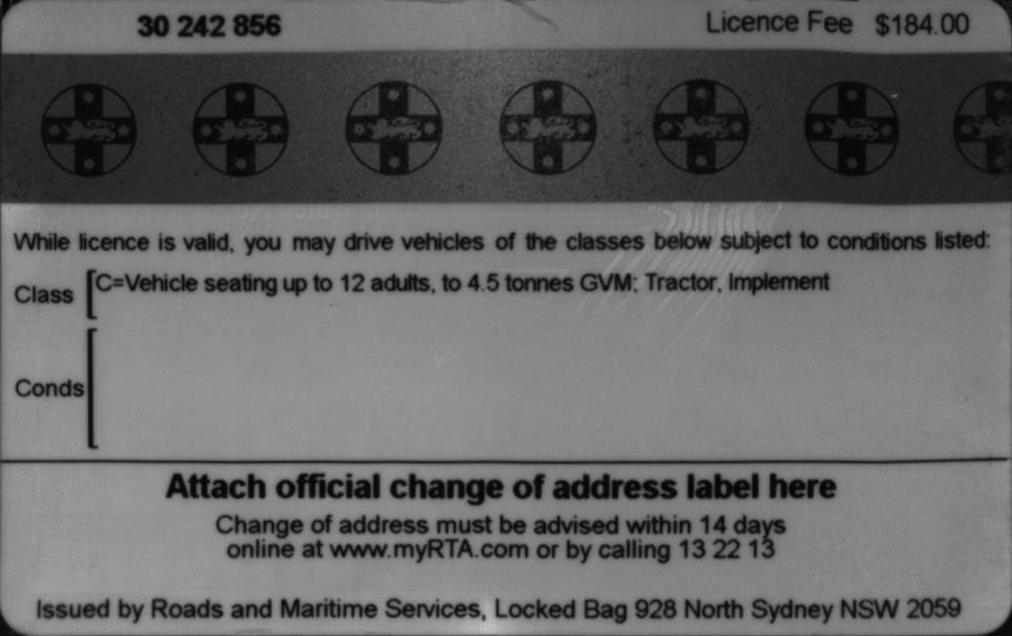 30 242 856 Licence Fee $184.00
While licence is valid, you may drive vehicles of the classes below subject to conditions listed:
Class C=Vehicle seating up to 12 adults, to 4.5 tonnes GVM; Tractor, Implement
Conds
Attach official change of address label here
Change of address must be advised within 14 days
online at www.myRTA.com or by calling 13 22 13
Issued by Roads and Maritime Services, Locked Bag 928 North Sydney NSW 2059